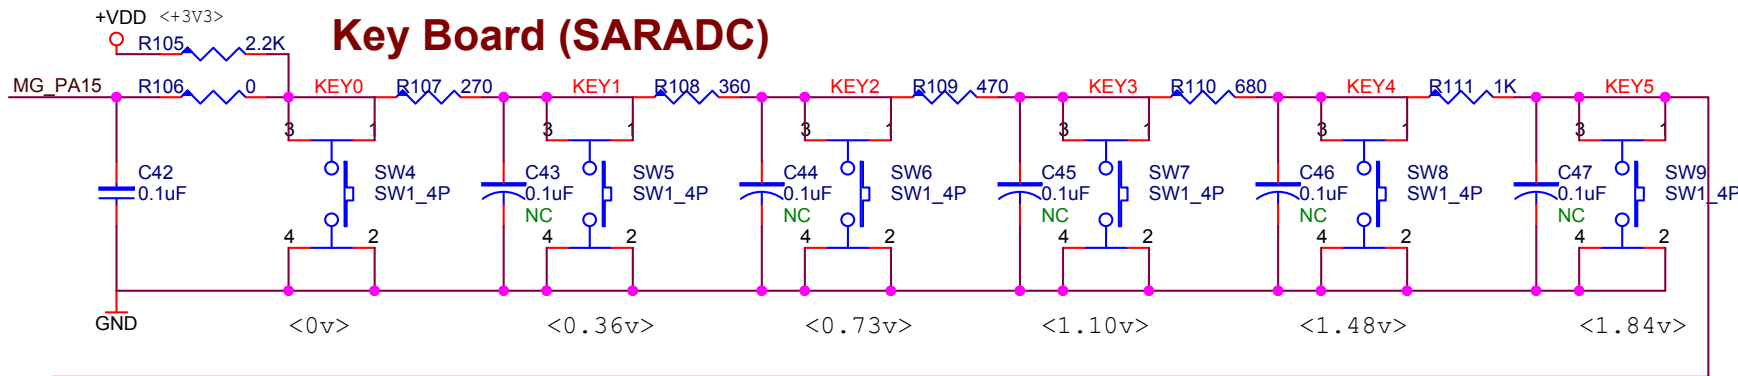 +VDD <+3V3>
Key Board (SARADC)
R105 2.2K
MG_PA15 R106 0 KEY0 R107 270 KEY1 R108 360 KEY2 R109 470 KEY3 R110 680 KEY4 R111 1K KEY5
3 1 3 1 3 1 3 1 3 1 3 1
C42 SW4 C43 SW5 C44 SW6 C45 SW7 C46 SW8 C47 SW9
0.1uF SW1_4P 0.1uF SW1_4P 0.1uF SW1_4P 0.1uF SW1_4P 0.1uF SW1_4P 0.1uF SW1_4P
NC NC NC NC NC
4 2 4 2 4 2 4 2 4 2 4 2
GND <0v> <0.36v> <0.73v> <1.10v> <1.48v> <1.84v>